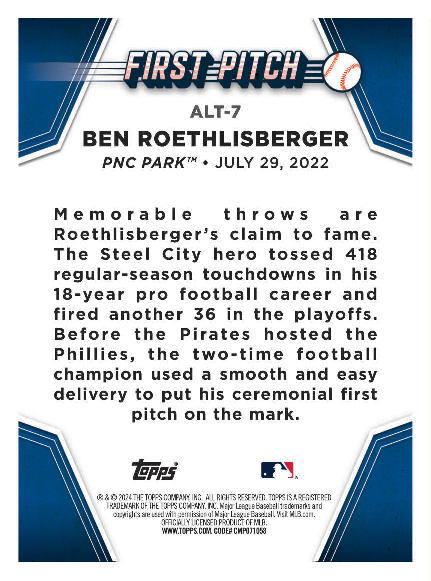 FIRST PITCH
ALT-7
BEN ROETHLISBERGER
PNC PARK™ • JULY 29, 2022
Memorable throws are
Roethlisberger's claim to fame.
The Steel City hero tossed 418
regular-season touchdowns in his
18-year pro football career and
fired another 36 in the playoffs.
Before the Pirates hosted the
Phillies, the two-time football
champion used a smooth and easy
delivery to put his ceremonial first
pitch on the mark.
Topps
® & © 2024 THE TOPPS COMPANY, INC. ALL RIGHTS RESERVED. TOPPS IS A REGISTERED
TRADEMARK OF THE TOPPS COMPANY, INC. Major League Baseball trademarks and
copyrights are used with permission of Major League Baseball. Visit MLB.com.
OFFICIALLY LICENSED PRODUCT OF MLB.
WWW.TOPPS.COM. CODE# CMP071058